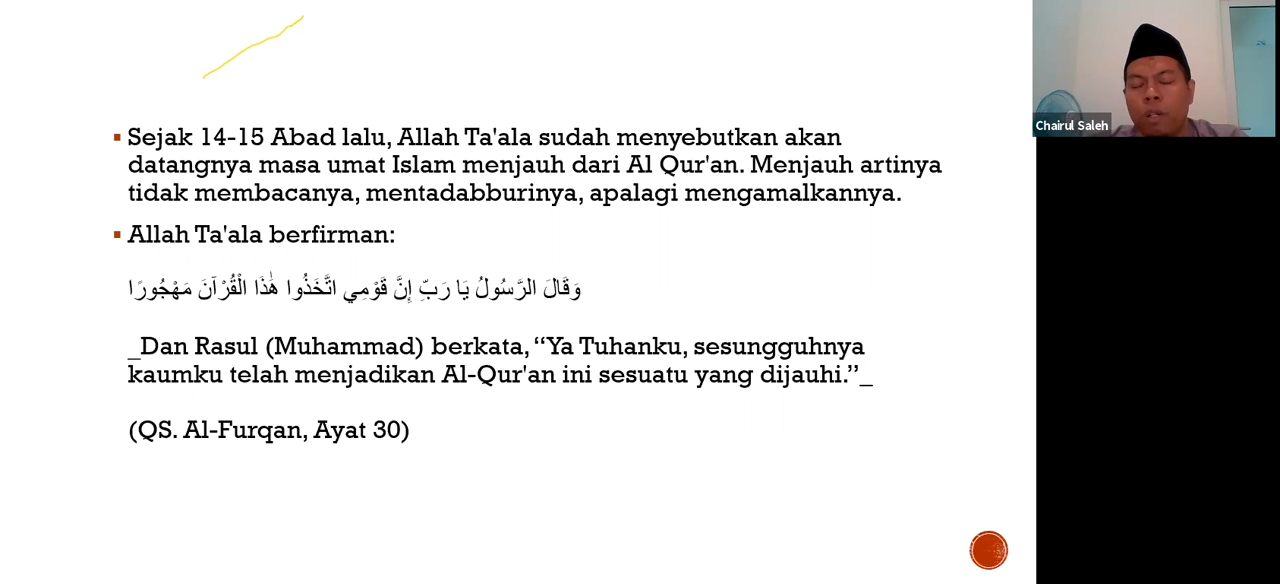 Sejak 14-15 Abad lalu, Allah Ta'ala sudah menyebutkan akan
datangnya masa umat Islam menjauh dari Al Qur'an. Menjauh artinya
tidak membacanya, mentadabburinya, apalagi mengamalkannya.
Allah Ta'ala berfirman:
وَقَالَ الرَّسُولُ يَا رَبِّ إِنَّ قَوْمِي اتَّخَذُوا هَٰذَا الْقُرْآنَ مَهْجُورًا
_Dan Rasul (Muhammad) berkata, “Ya Tuhanku, sesungguhnya
kaumku telah menjadikan Al-Qur'an ini sesuatu yang dijauhi.”_
(QS. Al-Furqan, Ayat 30)
Chairul Saleh